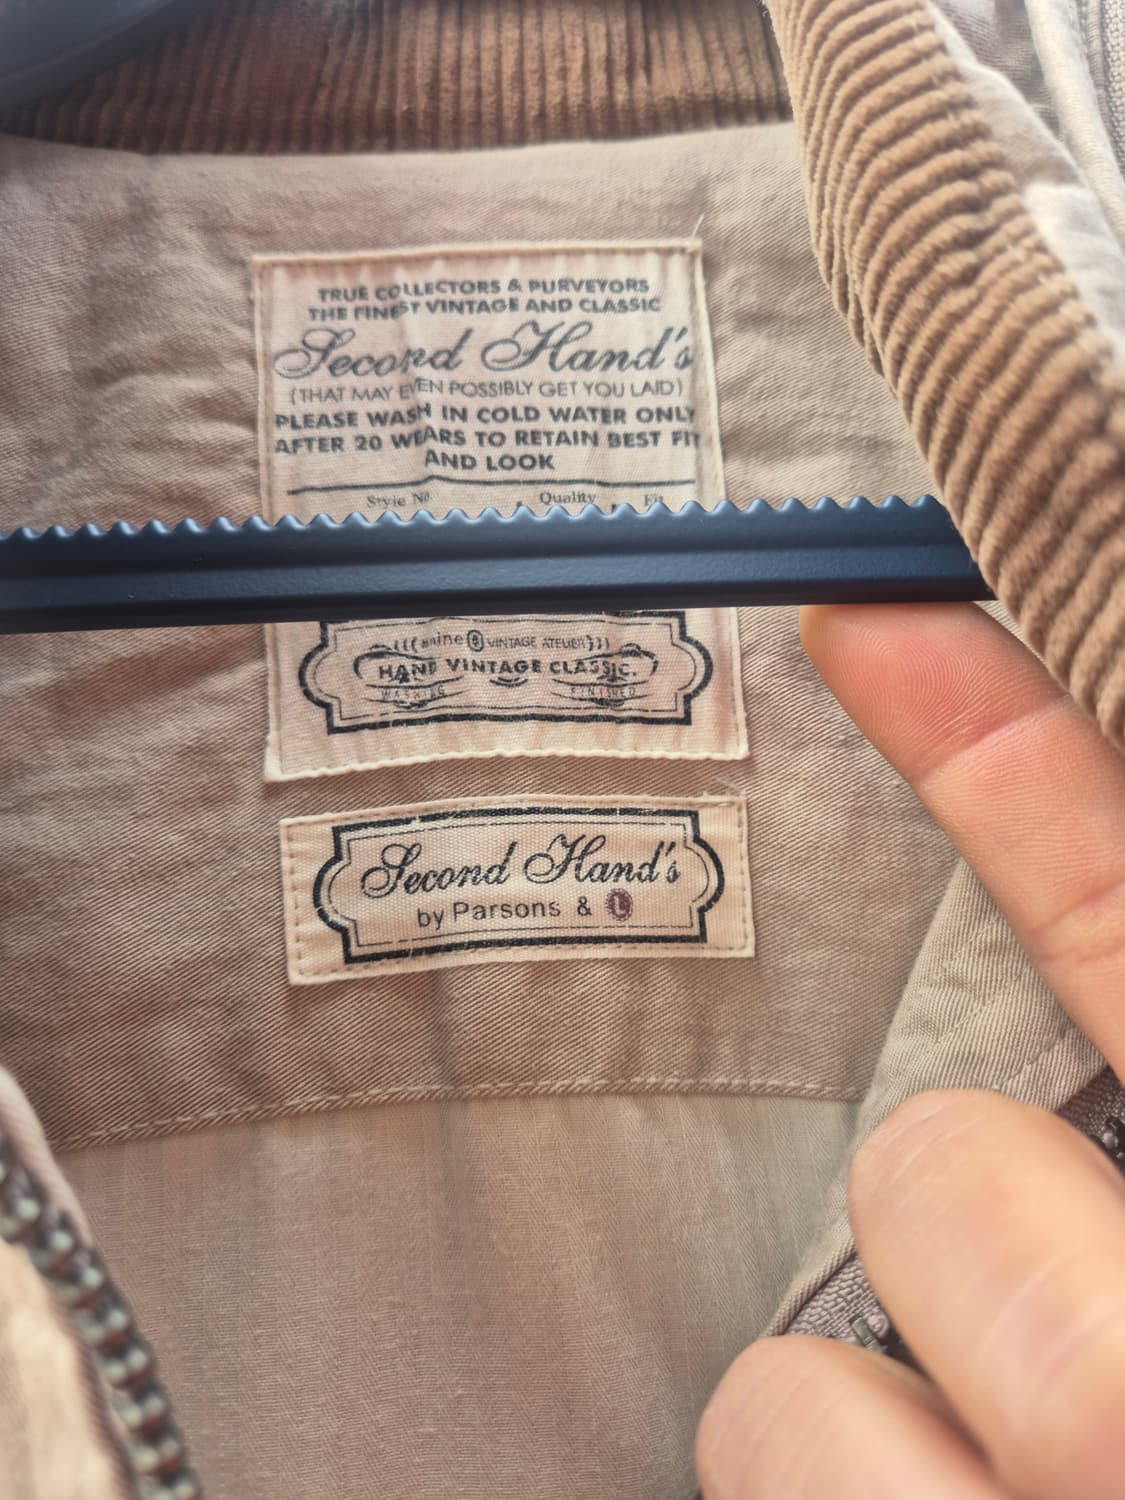 TRUE COLLECTORS & PURVEYORS
THE FINEST VINTAGE AND CLASSIC
Second Hand's
(THAT MAY EVEN POSSIBLY GET YOU LAID)
PLEASE WASH IN COLD WATER ONLY
AFTER 20 WEARS TO RETAIN BEST FIT
AND LOOK
Style No. Quality Fit
VINTAGE ATELIER
HAND VINTAGE CLASSIC.
WASHING FINISHED
Second Hand's
by Parsons & L